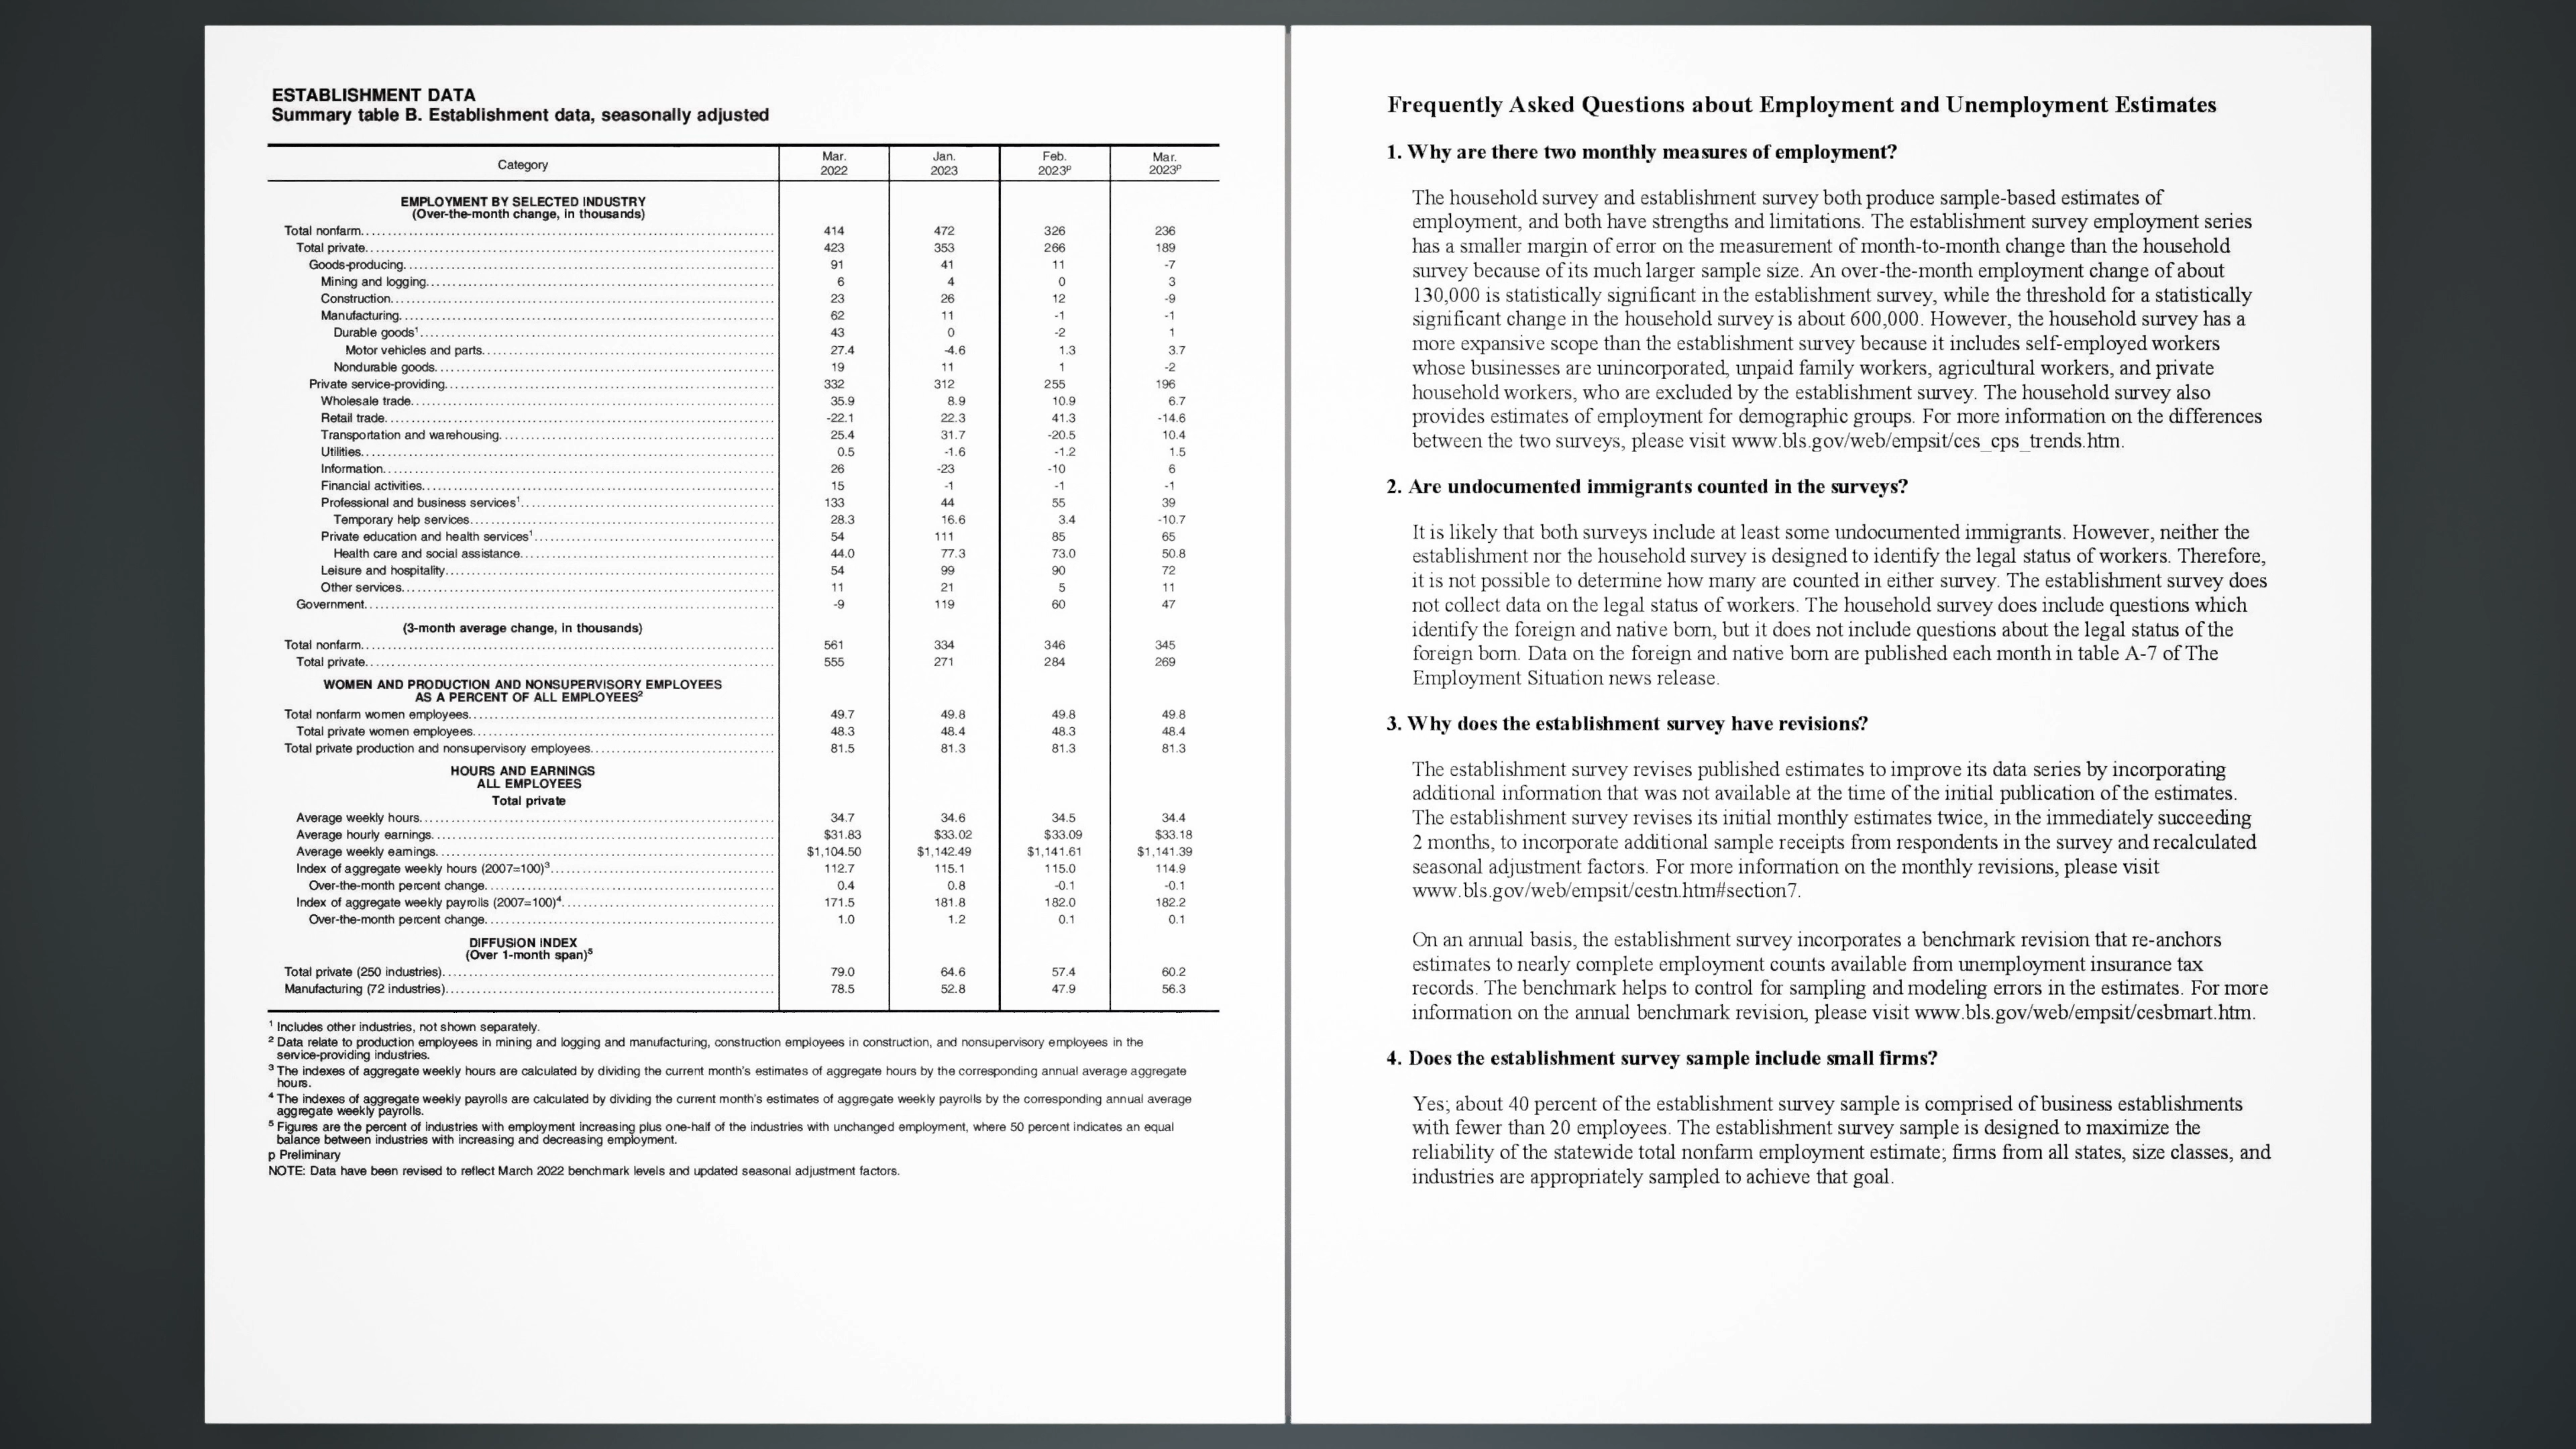 ESTABLISHMENT DATA
Summary table B. Establishment data, seasonally adjusted
Category Mar. 2022 Jan. 2023 Feb. 2023p Mar. 2023p
EMPLOYMENT BY SELECTED INDUSTRY
(Over-the-month change, in thousands)
Total nonfarm 414 472 326 236
Total private 423 353 266 189
Goods-producing 91 41 11 -7
Mining and logging 6 4 0 3
Construction 23 26 12 -9
Manufacturing 62 11 -1 -1
Durable goods¹ 43 0 -2 1
Motor vehicles and parts 27.4 -4.6 1.3 3.7
Nondurable goods 19 11 1 -2
Private service-providing 332 312 255 196
Wholesale trade 35.9 8.9 10.9 6.7
Retail trade -22.1 22.3 41.3 -14.6
Transportation and warehousing 25.4 31.7 -20.5 10.4
Utilities 0.5 -1.6 -1.2 1.5
Information 26 -23 -10 6
Financial activities 15 -1 -1 -1
Professional and business services¹ 133 44 55 39
Temporary help services 28.3 16.6 3.4 -10.7
Private education and health services¹ 54 111 85 65
Health care and social assistance 44.0 77.3 73.0 50.8
Leisure and hospitality 54 99 90 72
Other services 11 21 5 11
Government -9 119 60 47
(3-month average change, in thousands)
Total nonfarm 561 334 346 345
Total private 555 271 284 269
WOMEN AND PRODUCTION AND NONSUPERVISORY EMPLOYEES
AS A PERCENT OF ALL EMPLOYEES²
Total nonfarm women employees 49.7 49.8 49.8 49.8
Total private women employees 48.3 48.4 48.3 48.4
Total private production and nonsupervisory employees 81.5 81.3 81.3 81.3
HOURS AND EARNINGS
ALL EMPLOYEES
Total private
Average weekly hours 34.7 34.6 34.5 34.4
Average hourly earnings $31.83 $33.02 $33.09 $33.18
Average weekly earnings $1,104.50 $1,142.49 $1,141.61 $1,141.39
Index of aggregate weekly hours (2007=100)³ 112.7 115.1 115.0 114.9
Over-the-month percent change 0.4 0.8 -0.1 -0.1
Index of aggregate weekly payrolls (2007=100)⁴ 171.5 181.8 182.0 182.2
Over-the-month percent change 1.0 1.2 0.1 0.1
DIFFUSION INDEX
(Over 1-month span)⁵
Total private (250 industries) 79.0 64.6 57.4 60.2
Manufacturing (72 industries) 78.5 52.8 47.9 56.3
¹ Includes other industries, not shown separately.
² Data relate to production employees in mining and logging and manufacturing, construction employees in construction, and nonsupervisory employees in the
service-providing industries.
³ The indexes of aggregate weekly hours are calculated by dividing the current month's estimates of aggregate hours by the corresponding annual average aggregate
hours.
⁴ The indexes of aggregate weekly payrolls are calculated by dividing the current month's estimates of aggregate weekly payrolls by the corresponding annual average
aggregate weekly payrolls.
⁵ Figures are the percent of industries with employment increasing plus one-half of the industries with unchanged employment, where 50 percent indicates an equal
balance between industries with increasing and decreasing employment.
p Preliminary
NOTE: Data have been revised to reflect March 2022 benchmark levels and updated seasonal adjustment factors.
Frequently Asked Questions about Employment and Unemployment Estimates
1. Why are there two monthly measures of employment?
The household survey and establishment survey both produce sample-based estimates of
employment, and both have strengths and limitations. The establishment survey employment series
has a smaller margin of error on the measurement of month-to-month change than the household
survey because of its much larger sample size. An over-the-month employment change of about
130,000 is statistically significant in the establishment survey, while the threshold for a statistically
significant change in the household survey is about 600,000. However, the household survey has a
more expansive scope than the establishment survey because it includes self-employed workers
whose businesses are unincorporated, unpaid family workers, agricultural workers, and private
household workers, who are excluded by the establishment survey. The household survey also
provides estimates of employment for demographic groups. For more information on the differences
between the two surveys, please visit www.bls.gov/web/empsit/ces_cps_trends.htm.
2. Are undocumented immigrants counted in the surveys?
It is likely that both surveys include at least some undocumented immigrants. However, neither the
establishment nor the household survey is designed to identify the legal status of workers. Therefore,
it is not possible to determine how many are counted in either survey. The establishment survey does
not collect data on the legal status of workers. The household survey does include questions which
identify the foreign and native born, but it does not include questions about the legal status of the
foreign born. Data on the foreign and native born are published each month in table A-7 of The
Employment Situation news release.
3. Why does the establishment survey have revisions?
The establishment survey revises published estimates to improve its data series by incorporating
additional information that was not available at the time of the initial publication of the estimates.
The establishment survey revises its initial monthly estimates twice, in the immediately succeeding
2 months, to incorporate additional sample receipts from respondents in the survey and recalculated
seasonal adjustment factors. For more information on the monthly revisions, please visit
www.bls.gov/web/empsit/cestn.htm#section7.
On an annual basis, the establishment survey incorporates a benchmark revision that re-anchors
estimates to nearly complete employment counts available from unemployment insurance tax
records. The benchmark helps to control for sampling and modeling errors in the estimates. For more
information on the annual benchmark revision, please visit www.bls.gov/web/empsit/cesbmart.htm.
4. Does the establishment survey sample include small firms?
Yes; about 40 percent of the establishment survey sample is comprised of business establishments
with fewer than 20 employees. The establishment survey sample is designed to maximize the
reliability of the statewide total nonfarm employment estimate; firms from all states, size classes, and
industries are appropriately sampled to achieve that goal.